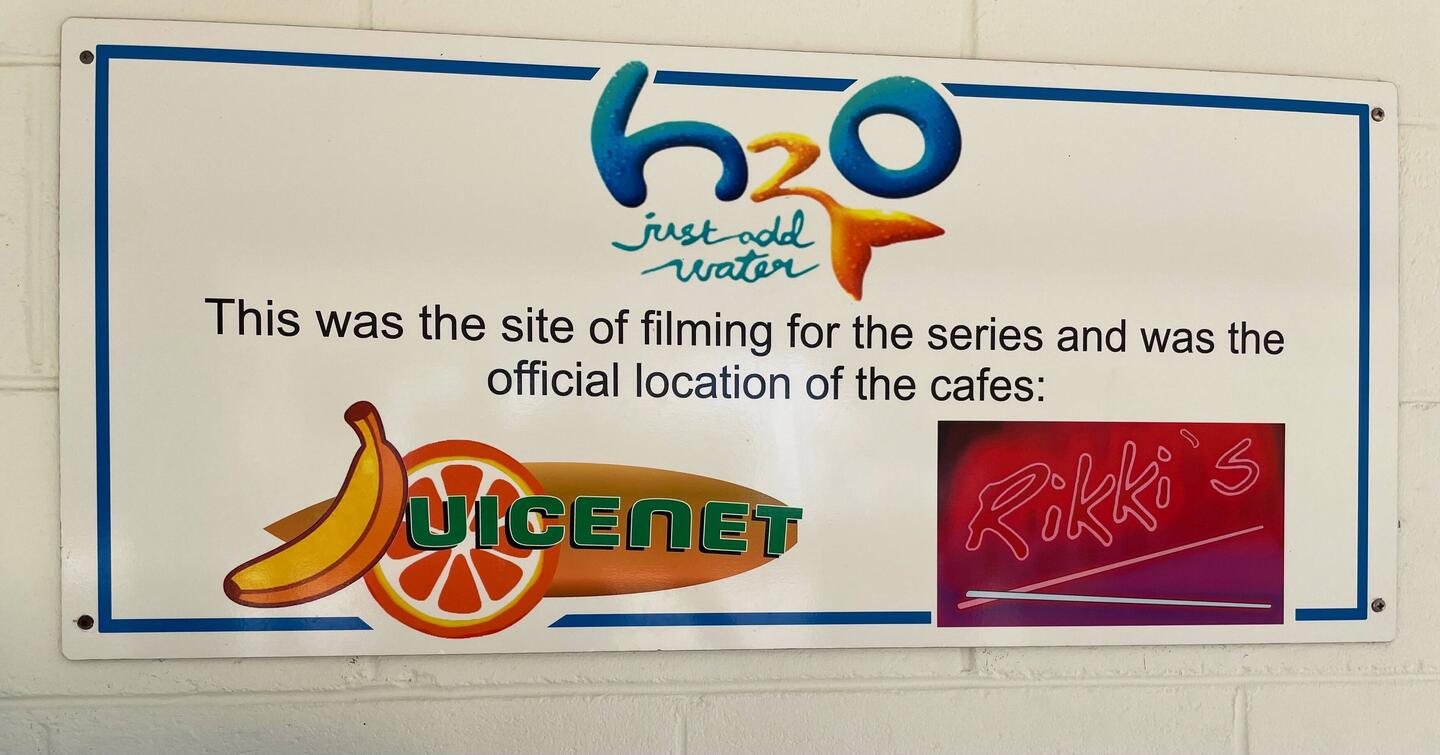 h2o
just add
water
This was the site of filming for the series and was the
official location of the cafes:
JUICENET
Rikki`s